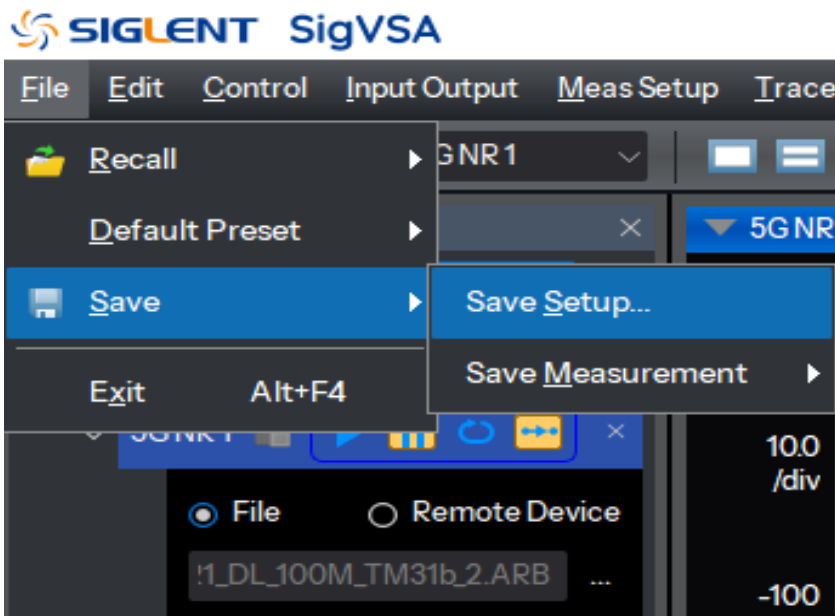 SIGLENT SigVSA
File Edit Control Input Output Meas Setup Trace
Recall
GNR1
Default Preset
5G NR
Save
Save Setup...
Save Measurement
Exit Alt+F4
10.0
/div
File Remote Device
!1_DL_100M_TM31b_2.ARB ...
-100